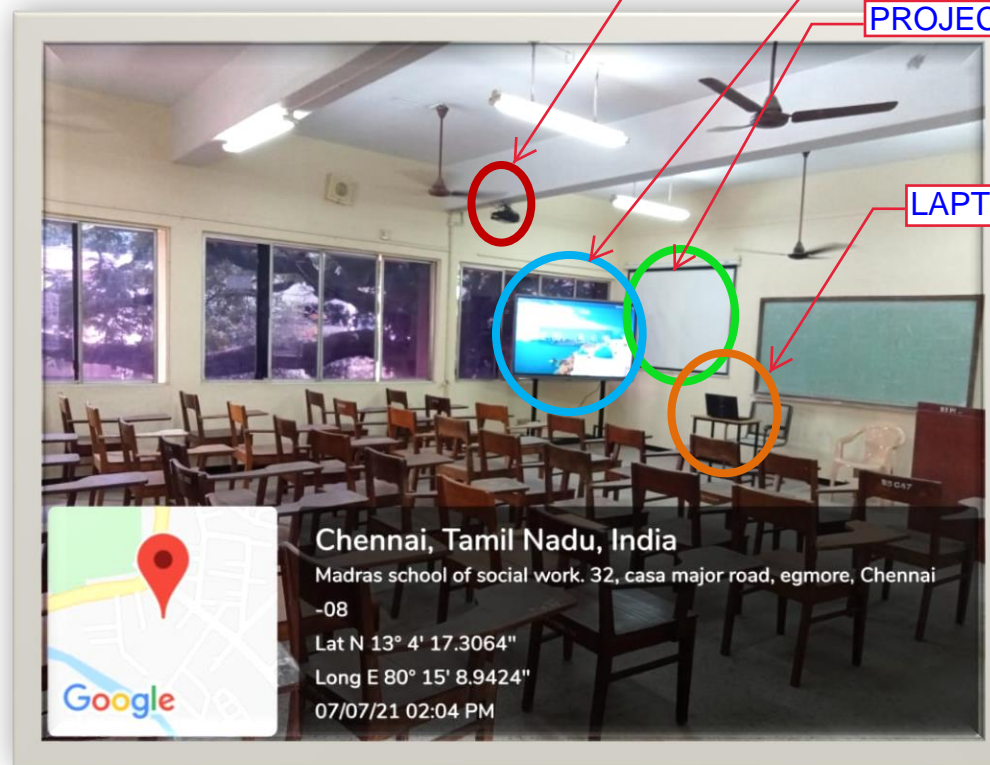 PROJEC
LAPT
Chennai, Tamil Nadu, India
Madras school of social work. 32, casa major road, egmore, Chennai
-08
Lat N 13° 4' 17.3064"
Long E 80° 15' 8.9424"
07/07/21 02:04 PM
Google